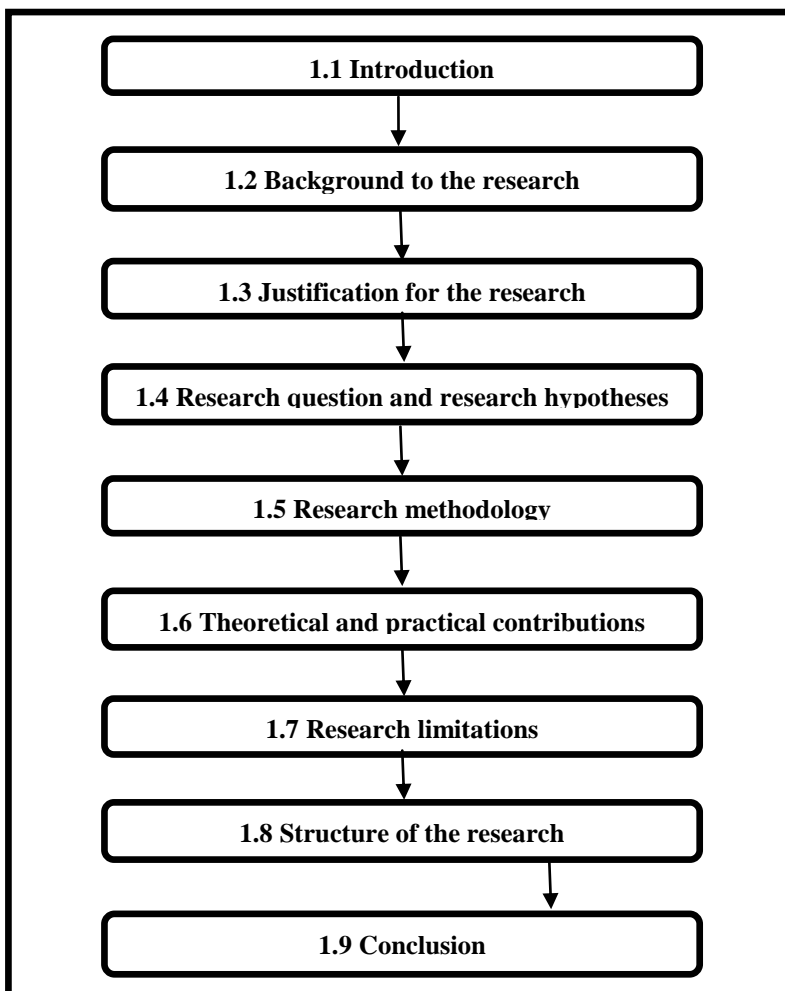 1.1 Introduction
1.2 Background to the research
1.3 Justification for the research
1.4 Research question and research hypotheses
1.5 Research methodology
1.6 Theoretical and practical contributions
1.7 Research limitations
1.8 Structure of the research
1.9 Conclusion